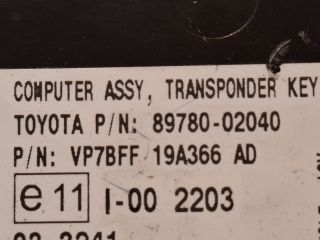 COMPUTER ASSY, TRANSPONDER KEY
TOYOTA P/N: 89780-02040
P/N: VP7BFF 19A366 AD
e 11 I-00 2203